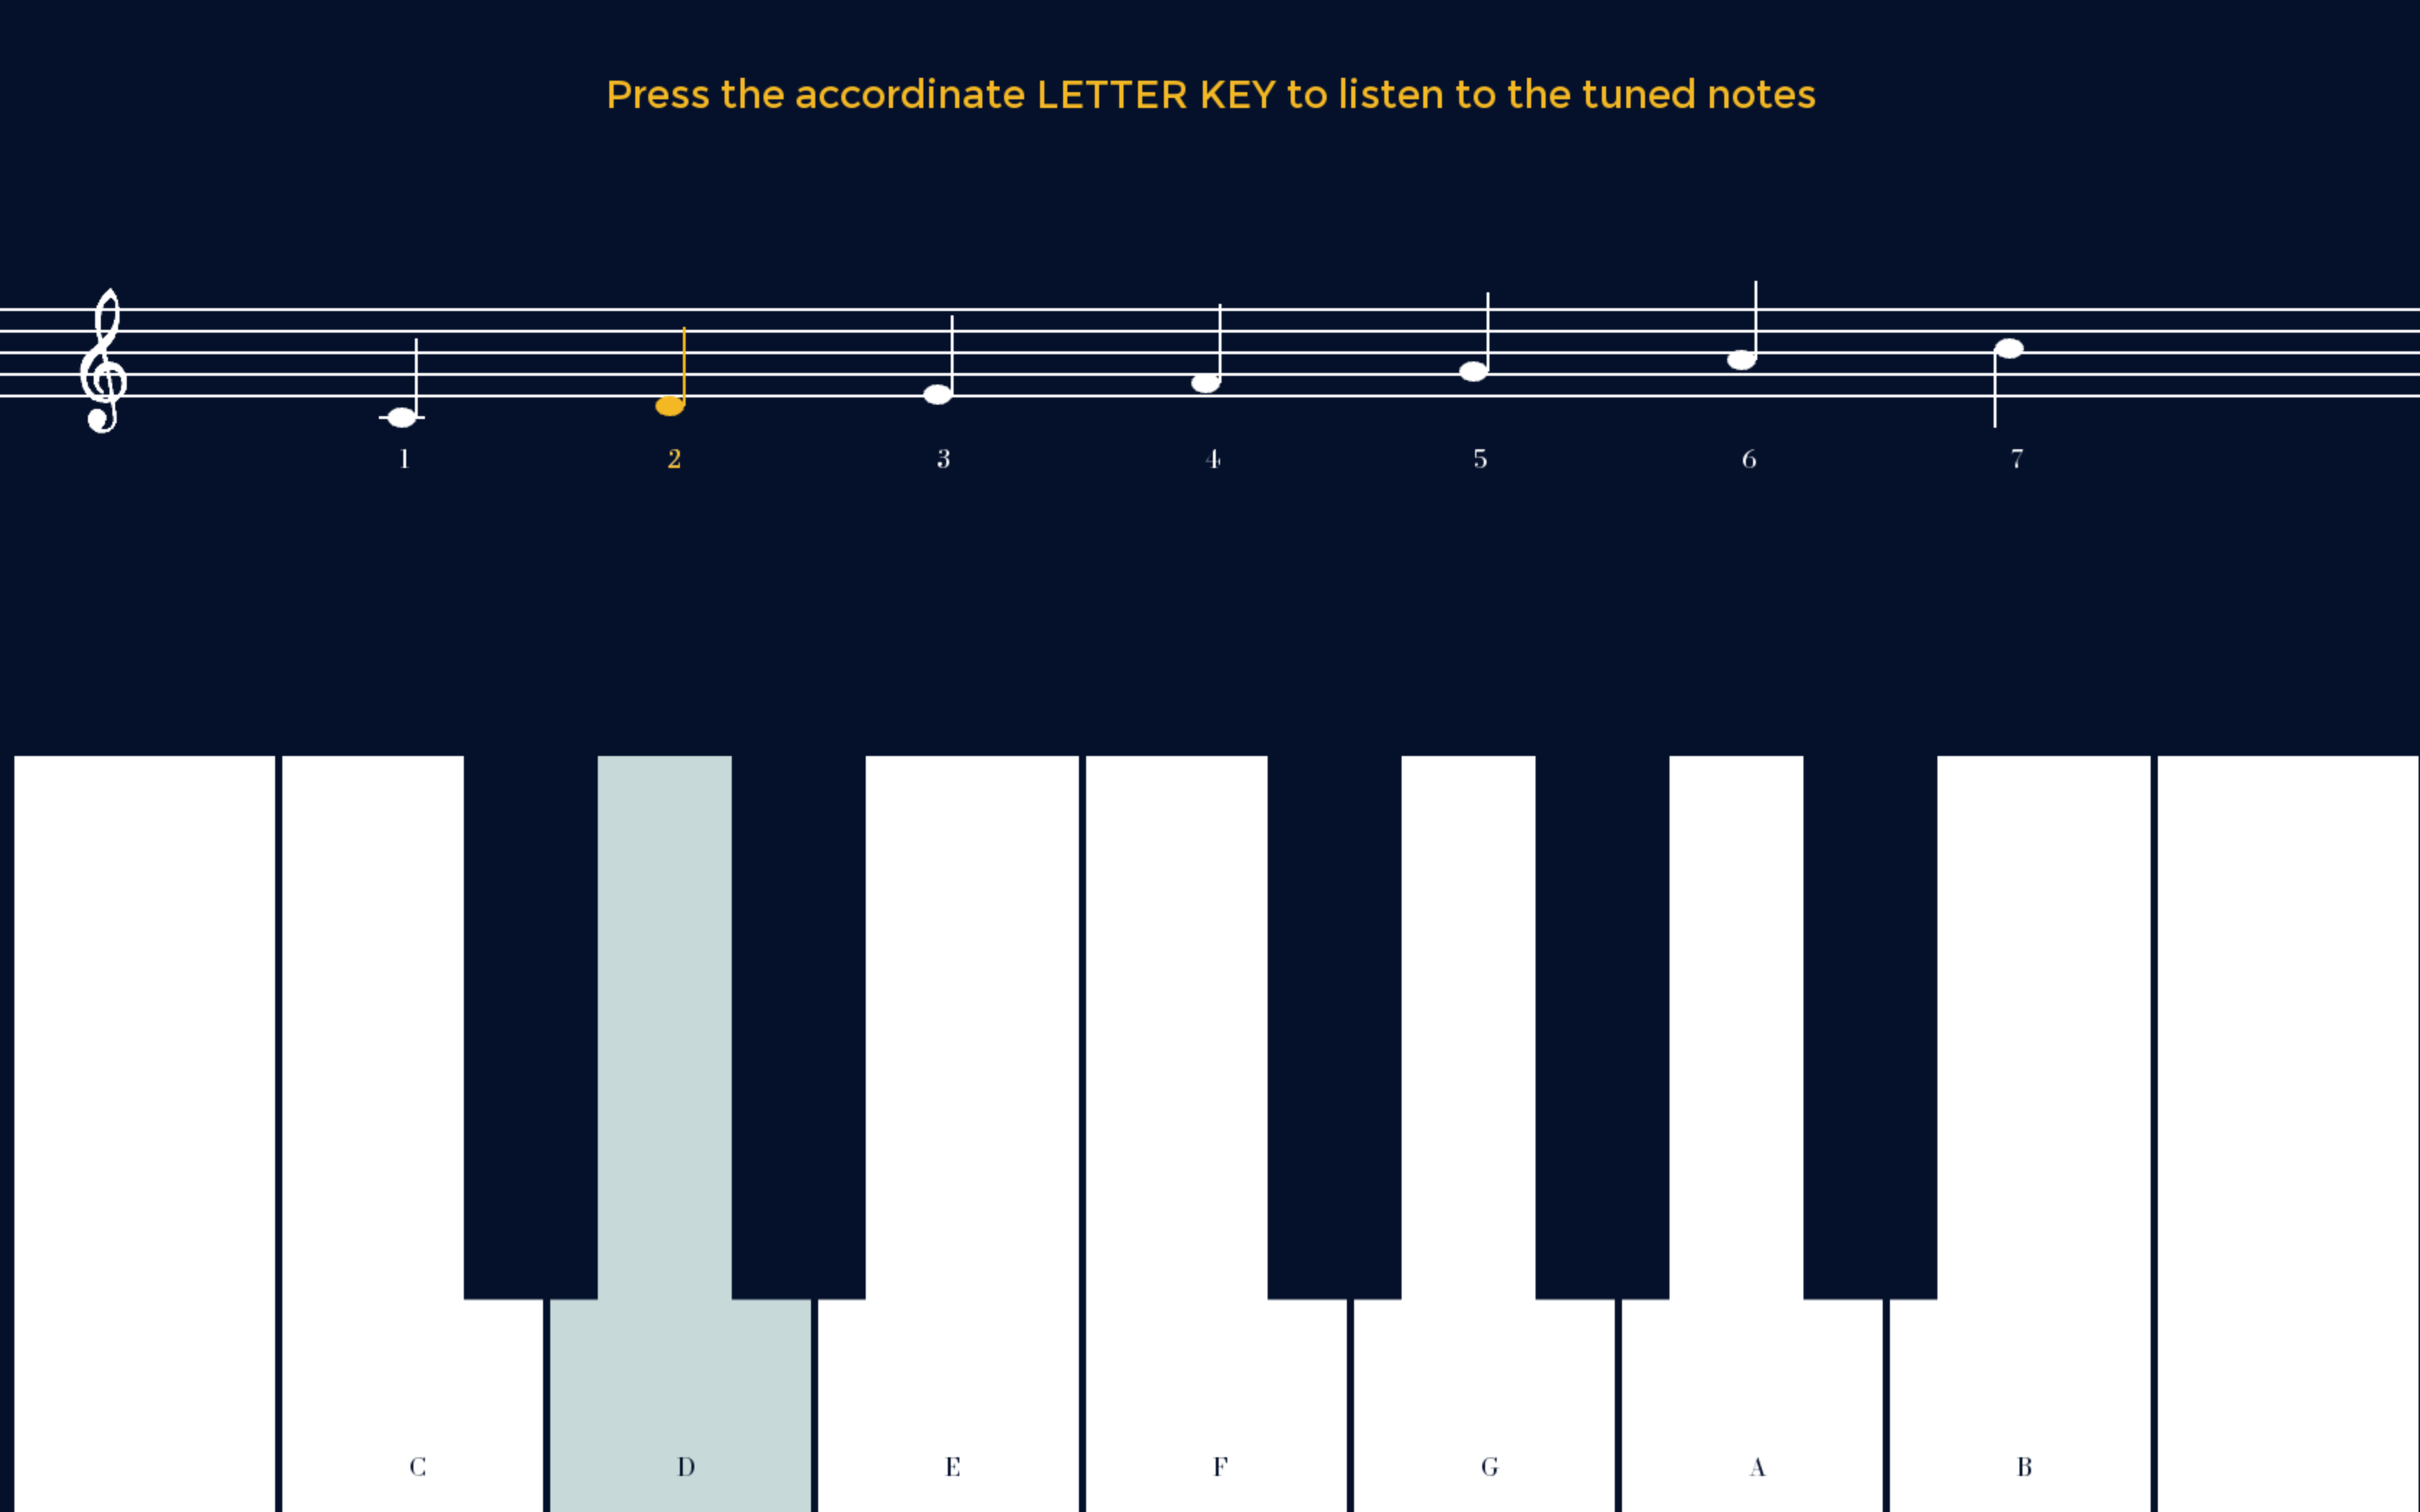 Press the accordinate LETTER KEY to listen to the tuned notes
1 2 3 4 5 6 7
C D E F G A B